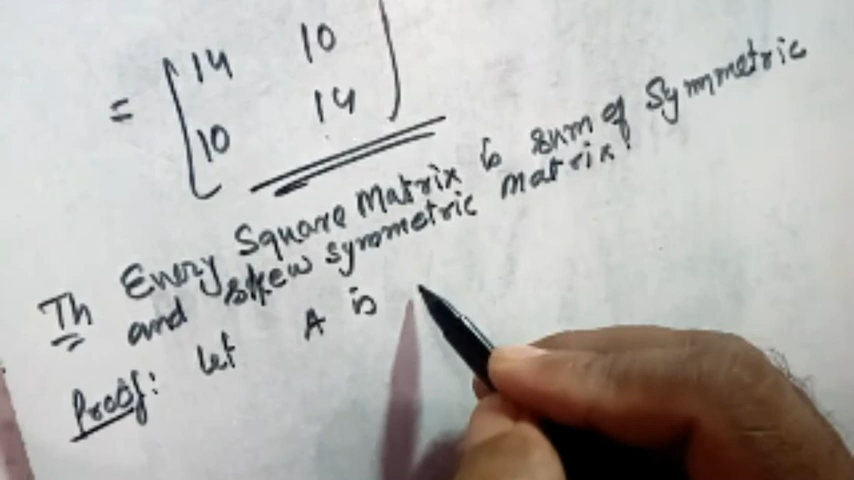 = [14 10
10 14]
Th Every Square Matrix is sum of symmetric
and skew symmetric matrix.
Proof: let A is